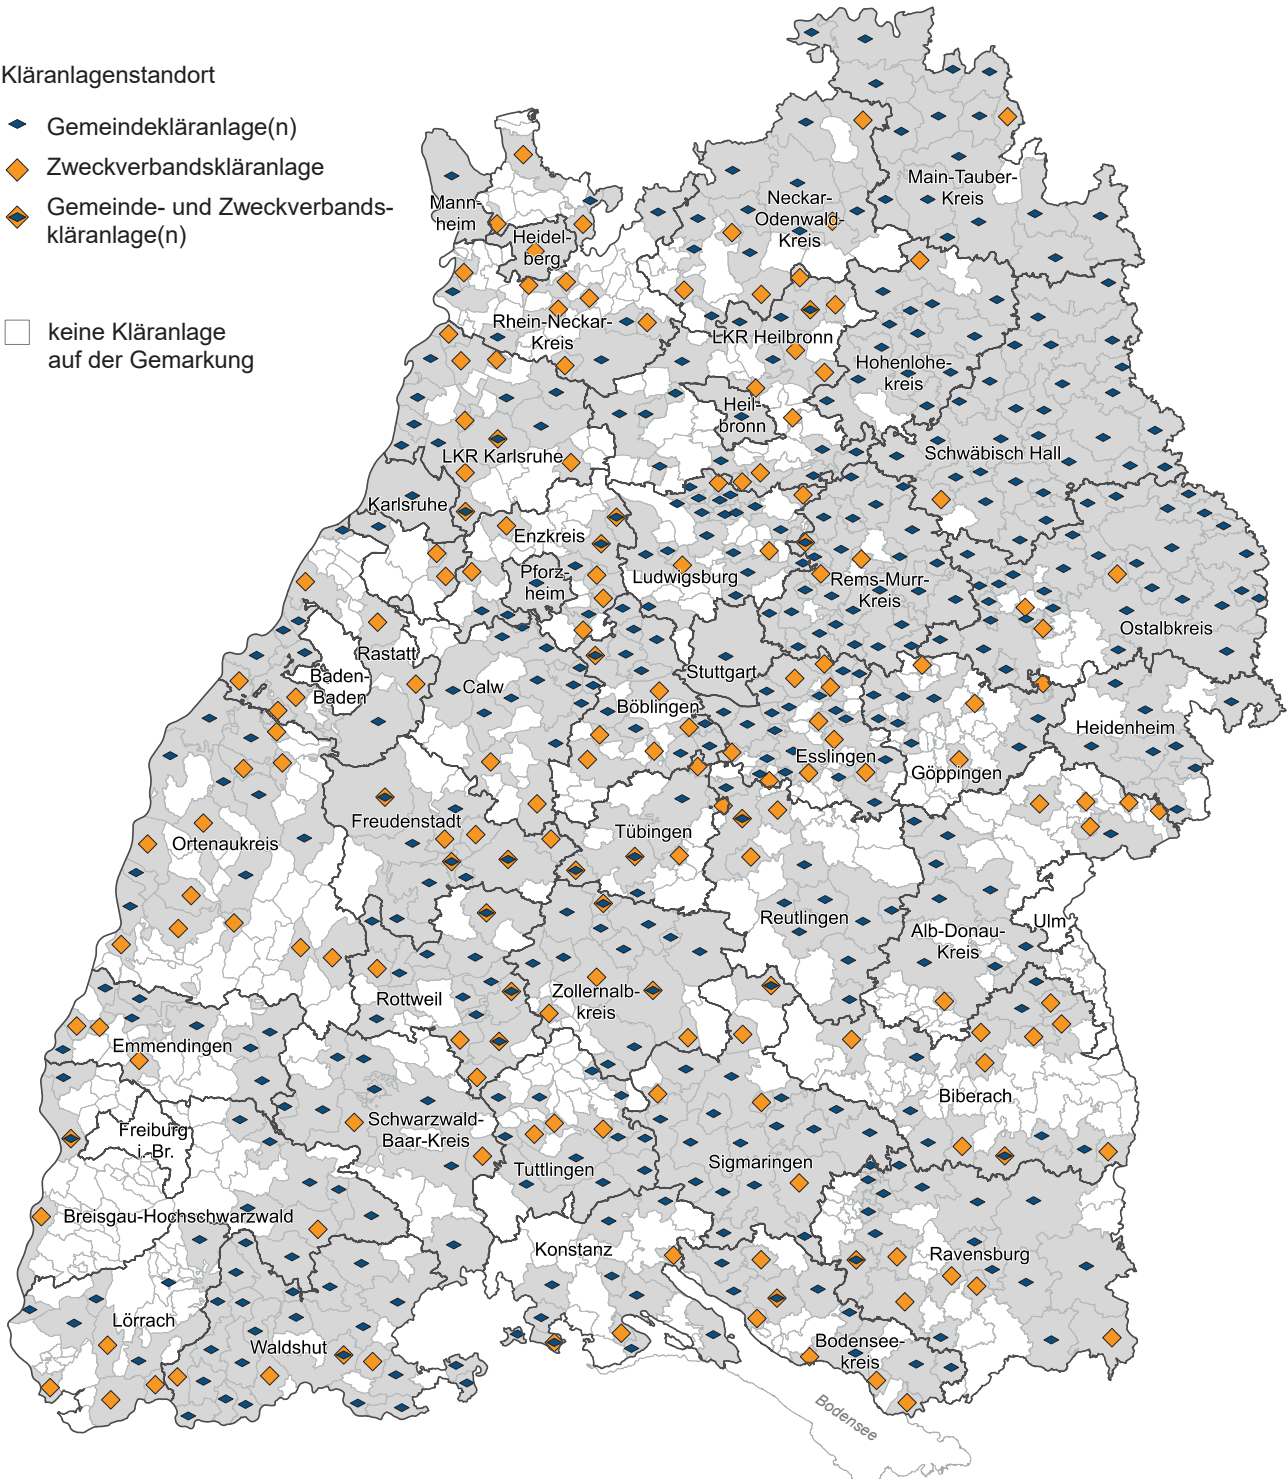 Kläranlagenstandort
Gemeindekläranlage(n)
Zweckverbandskläranlage
Gemeinde- und Zweckverbands-
kläranlage(n)
keine Kläranlage
auf der Gemarkung
Main-Tauber-
Kreis
Neckar-
Odenwald-
Kreis
Mann-
heim
Heidel-
berg
Rhein-Neckar-
Kreis
LKR Heilbronn
Hohenlohe-
kreis
Heil-
bronn
Schwäbisch Hall
LKR Karlsruhe
Karlsruhe
Enzkreis
Pforz-
heim
Ludwigsburg
Rems-Murr-
Kreis
Ostalbkreis
Rastatt
Baden-
Baden
Calw
Stuttgart
Böblingen
Esslingen
Göppingen
Heidenheim
Freudenstadt
Tübingen
Ortenaukreis
Reutlingen
Alb-Donau-
Kreis
Ulm
Rottweil
Zollernalb-
kreis
Emmendingen
Biberach
Freiburg
i. Br.
Schwarzwald-
Baar-Kreis
Tuttlingen
Sigmaringen
Breisgau-Hochschwarzwald
Konstanz
Ravensburg
Lörrach
Waldshut
Bodensee-
kreis
Bodensee